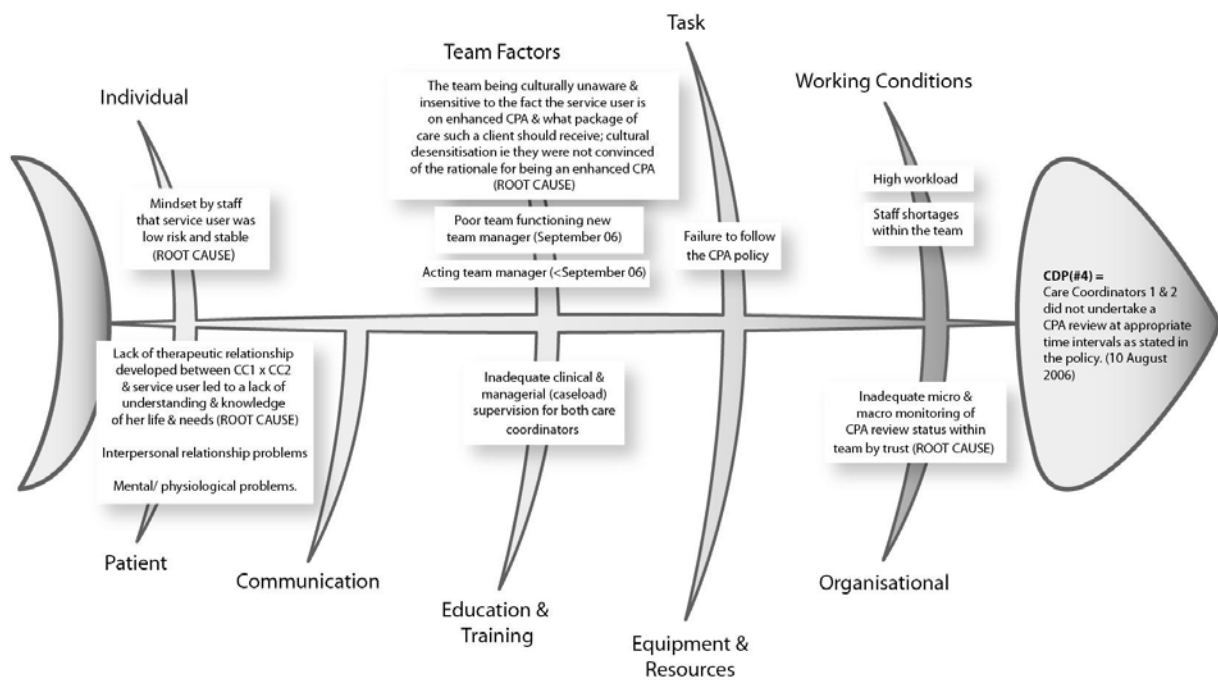 Task
Team Factors
The team being culturally unaware &
insensitive to the fact the service user is
on enhanced CPA & what package of
care such a client should receive; cultural
desensitisation ie they were not convinced
of the rationale for being an enhanced CPA
(ROOT CAUSE)
Poor team functioning new
team manager (September 06)
Acting team manager (<September 06)
Individual
Mindset by staff
that service user was
low risk and stable
(ROOT CAUSE)
Failure to follow
the CPA policy
Working Conditions
High workload
Staff shortages
within the team
CDP(#4) =
Care Coordinators 1 & 2
did not undertake a
CPA review at appropriate
time intervals as stated in
the policy. (10 August
2006)
Lack of therapeutic relationship
developed between CC1 x CC2
& service user led to a lack of
understanding & knowledge
of her life & needs (ROOT CAUSE)
Interpersonal relationship problems
Mental/ physiological problems.
Patient
Communication
Inadequate clinical &
managerial (caseload)
supervision for both care
coordinators
Education &
Training
Equipment &
Resources
Inadequate micro &
macro monitoring of
CPA review status within
team by trust (ROOT CAUSE)
Organisational